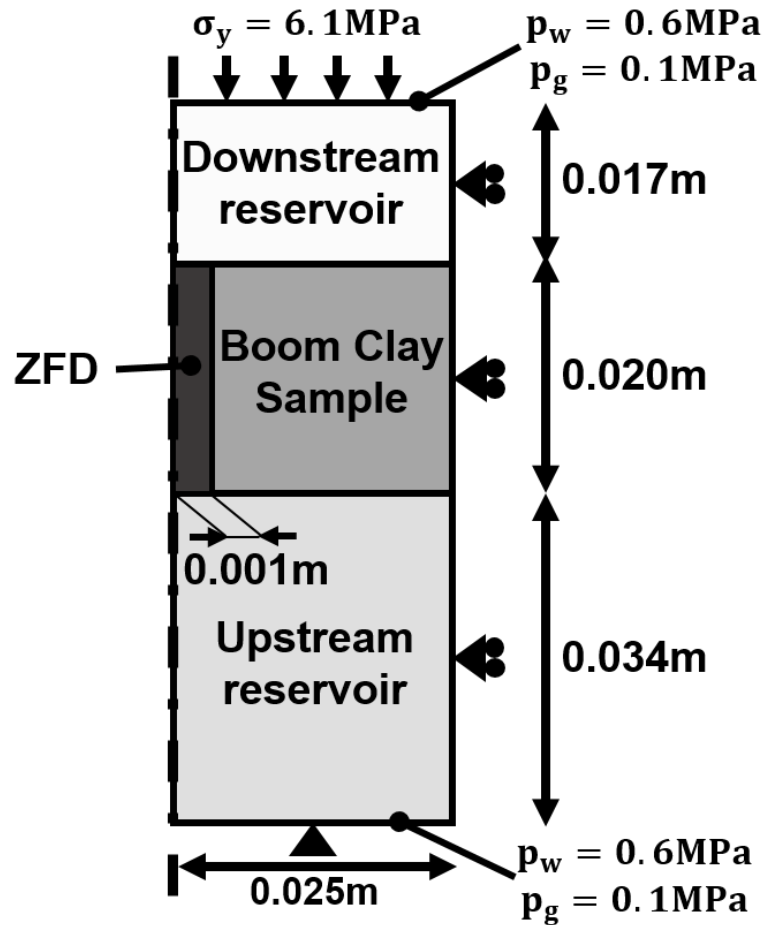 σy = 6.1MPa
pw = 0.6MPa
pg = 0.1MPa
Downstream
reservoir
0.017m
ZFD
Boom Clay
Sample
0.020m
0.001m
Upstream
reservoir
0.034m
0.025m
pw = 0.6MPa
pg = 0.1MPa